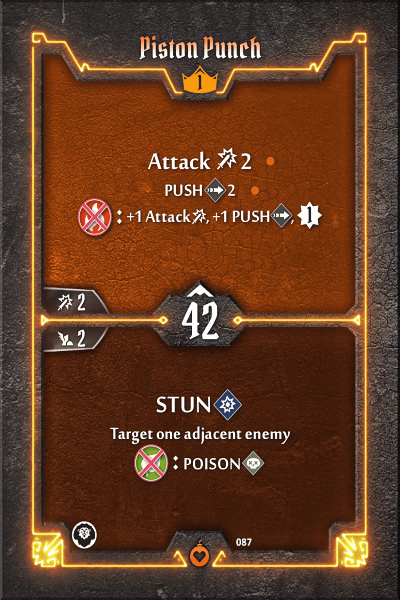 Piston Punch
1
Attack 2
PUSH 2
: +1 Attack, +1 PUSH, 1
2
42
2
STUN
Target one adjacent enemy
: POISON
087